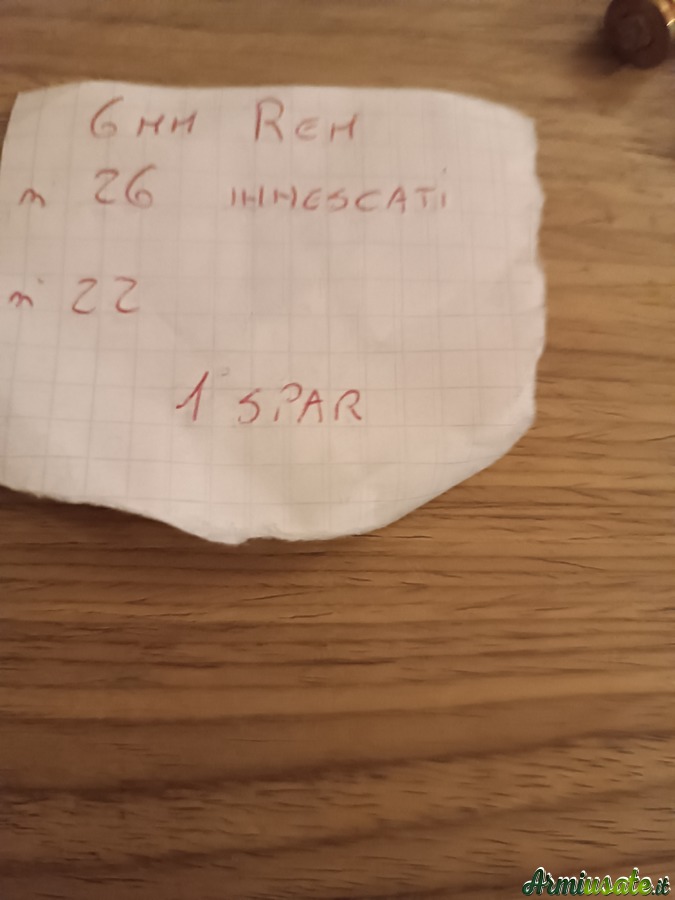 6mm Rem
n 26 INNESCATI
n° 22
1° SPAR
Armiusate.it